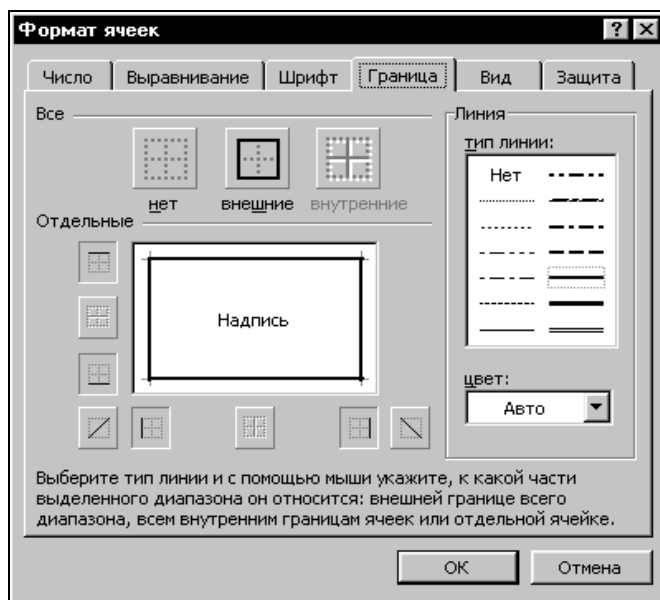 Формат ячеек
Число Выравнивание Шрифт Граница Вид Защита
Все
нет внешние внутренние
Отдельные
Надпись
Линия
тип линии:
Нет
цвет:
Авто
Выберите тип линии и с помощью мыши укажите, к какой части
выделенного диапазона он относится: внешней границе всего
диапазона, всем внутренним границам ячеек или отдельной ячейке.
ОК Отмена